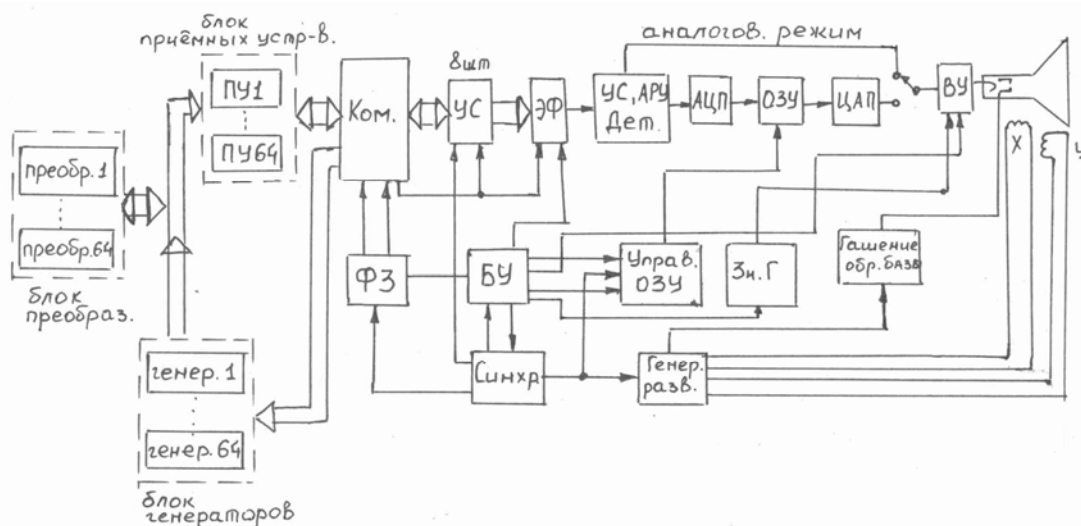 блок
приёмных устр-в.
ПУ1
ПУ64
преобр.1
преобр.64
блок
преобраз.
генер.1
генер.64
блок
генераторов
Ком.
8шт
УС
ЭФ
аналогов. режим
УС, АРУ
Дет.
АЦП
ОЗУ
ЦАП
ВУ
X
У
ФЗ
БУ
Управ.
ОЗУ
Зн. Г
Гашение
обр. базв
Синхр
Генер.
разв.